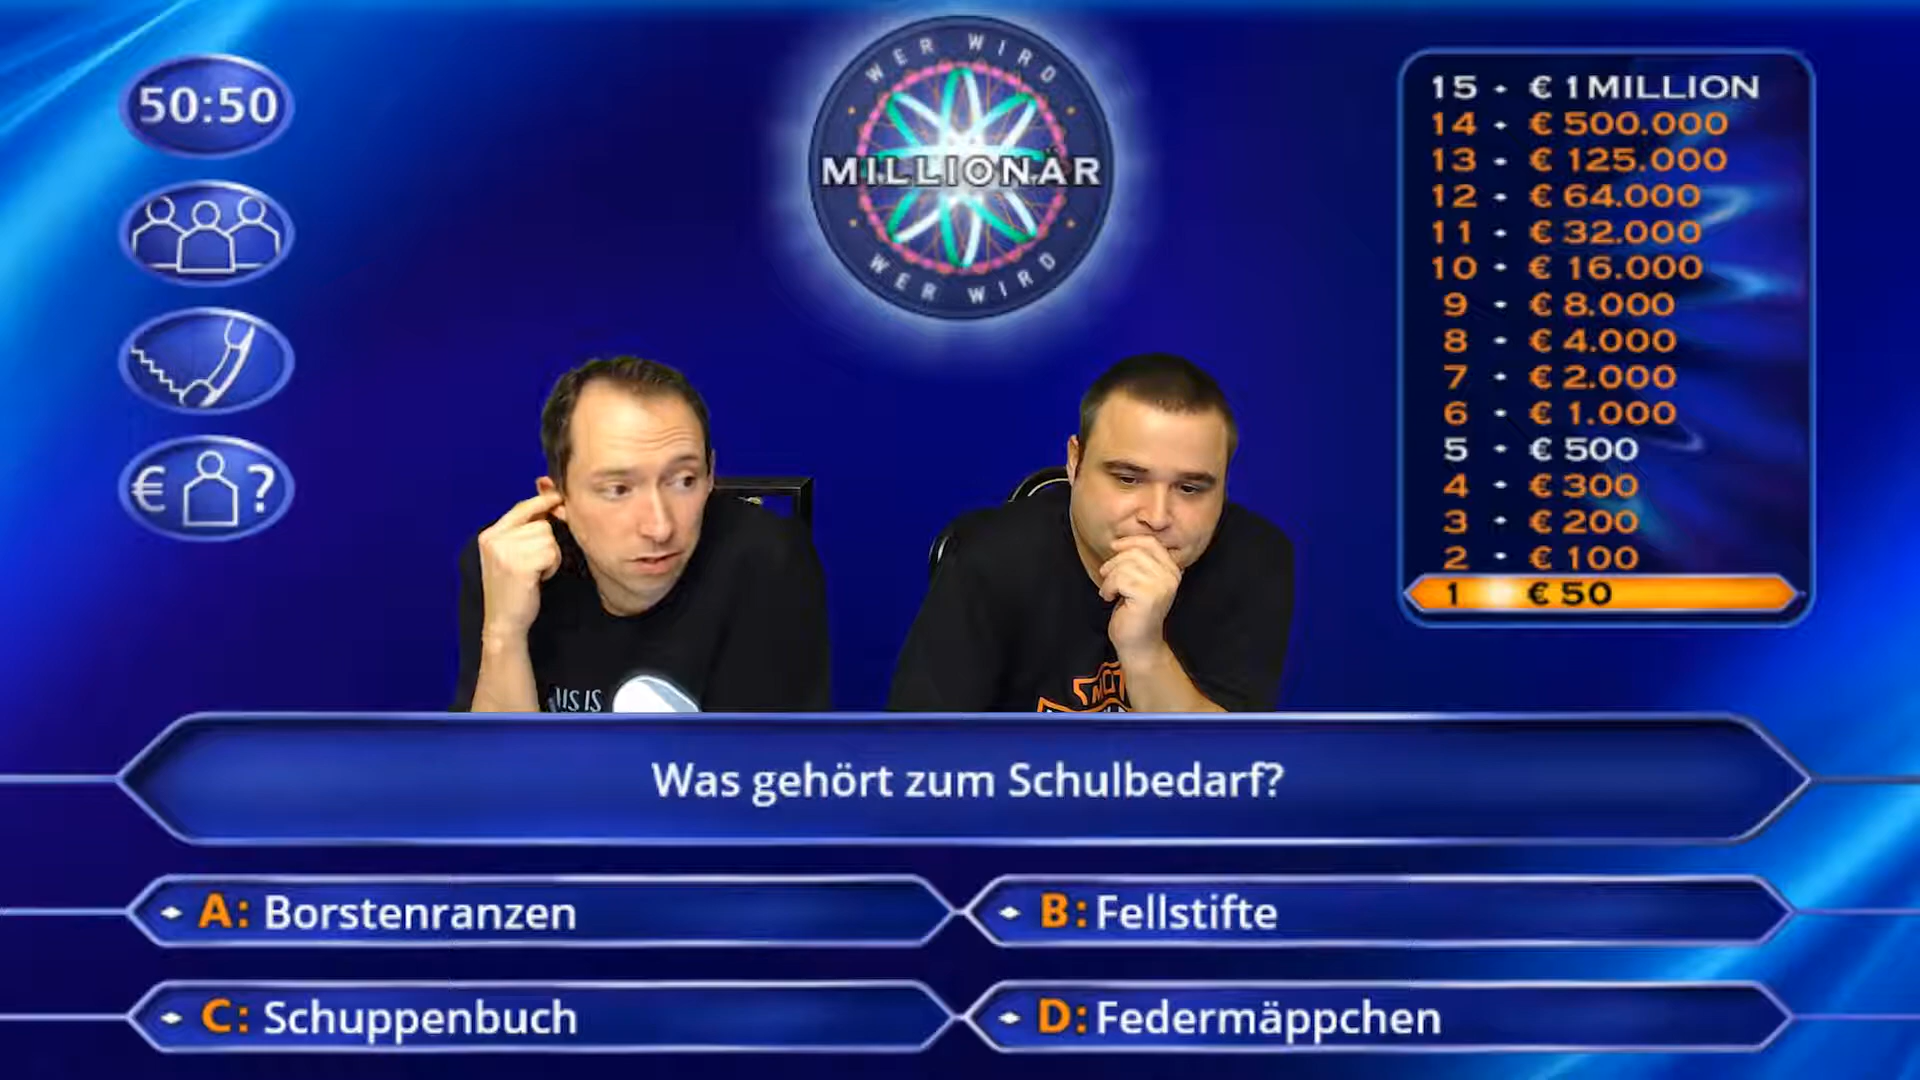 50:50
€ ?
WER WIRD
MILLIONÄR
WER WIRD
15 · € 1 MILLION
14 · € 500.000
13 · € 125.000
12 · € 64.000
11 · € 32.000
10 · € 16.000
9 · € 8.000
8 · € 4.000
7 · € 2.000
6 · € 1.000
5 · € 500
4 · € 300
3 · € 200
2 · € 100
1 € 50
IS IS
Was gehört zum Schulbedarf?
A: Borstenranzen
B: Fellstifte
C: Schuppenbuch
D: Federmäppchen